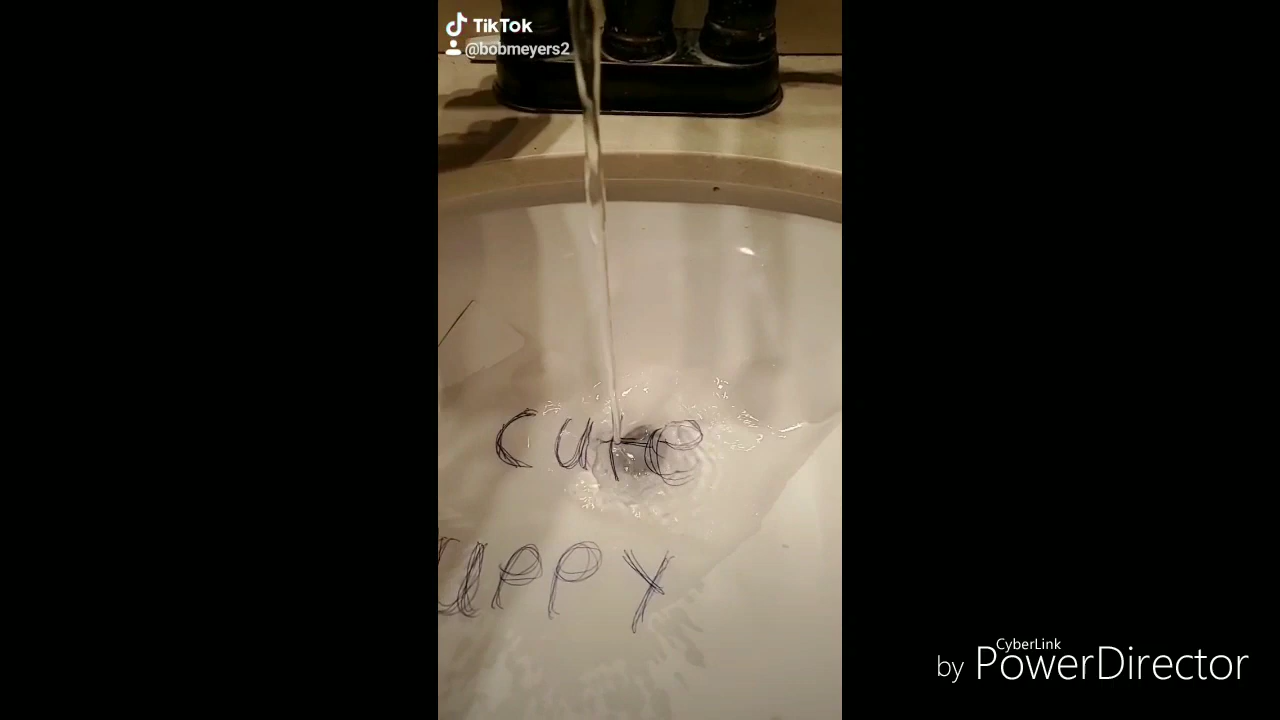 TikTok
@bobmeyers2
cute
uppy
CyberLink
by PowerDirector